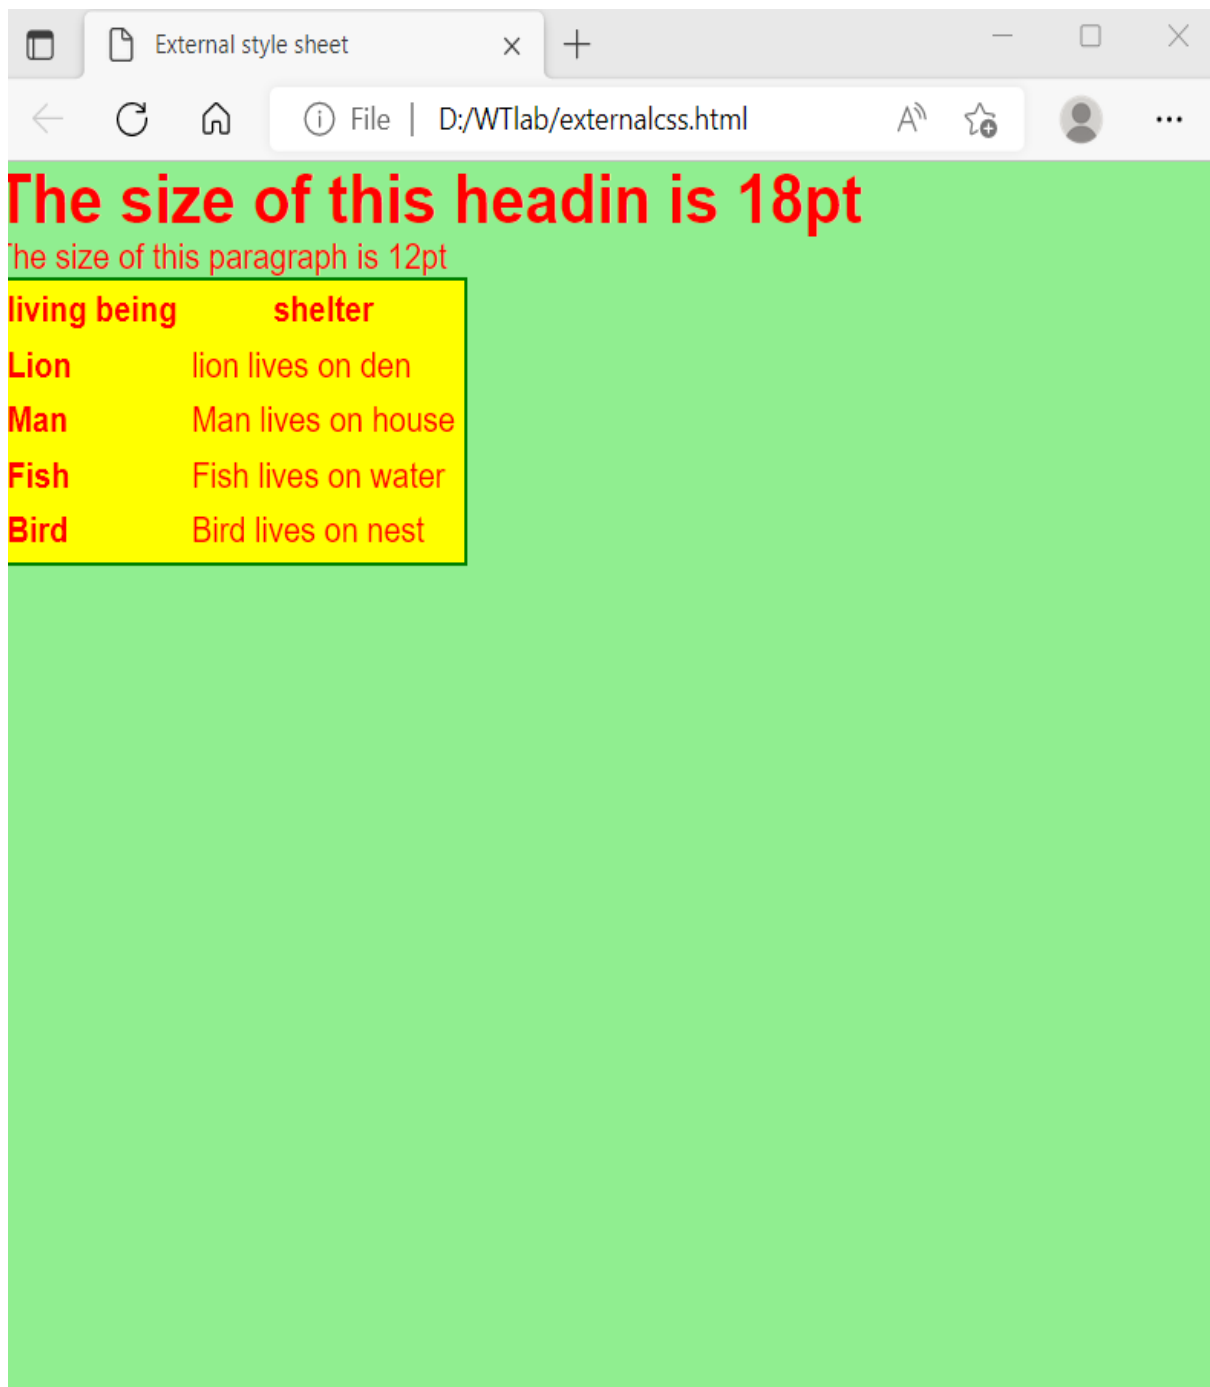 External style sheet
File | D:/WTlab/externalcss.html
The size of this headin is 18pt
The size of this paragraph is 12pt
living being shelter
Lion lion lives on den
Man Man lives on house
Fish Fish lives on water
Bird Bird lives on nest